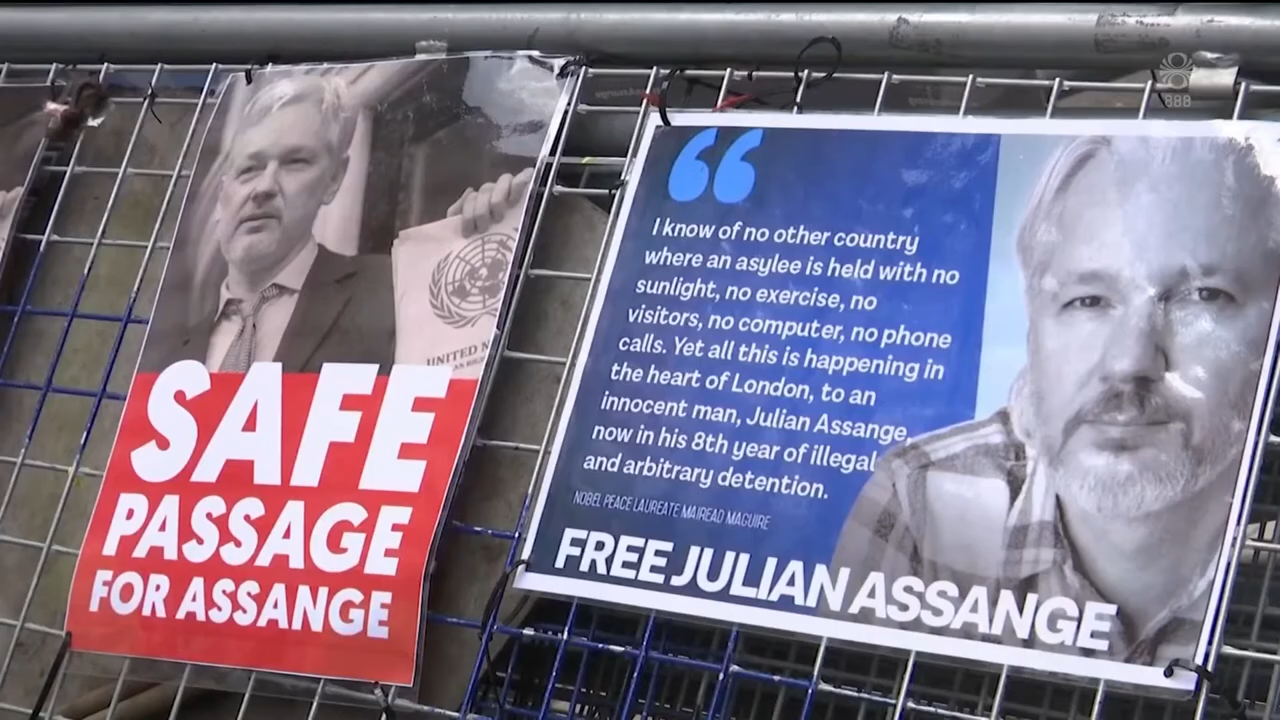 888
SAFE
PASSAGE
FOR ASSANGE
I know of no other country
where an asylee is held with no
sunlight, no exercise, no
visitors, no computer, no phone
calls. Yet all this is happening in
the heart of London, to an
innocent man, Julian Assange,
now in his 8th year of illegal
and arbitrary detention.
NOBEL PEACE LAUREATE MAIREAD MAGUIRE
FREE JULIAN ASSANGE
UNITED